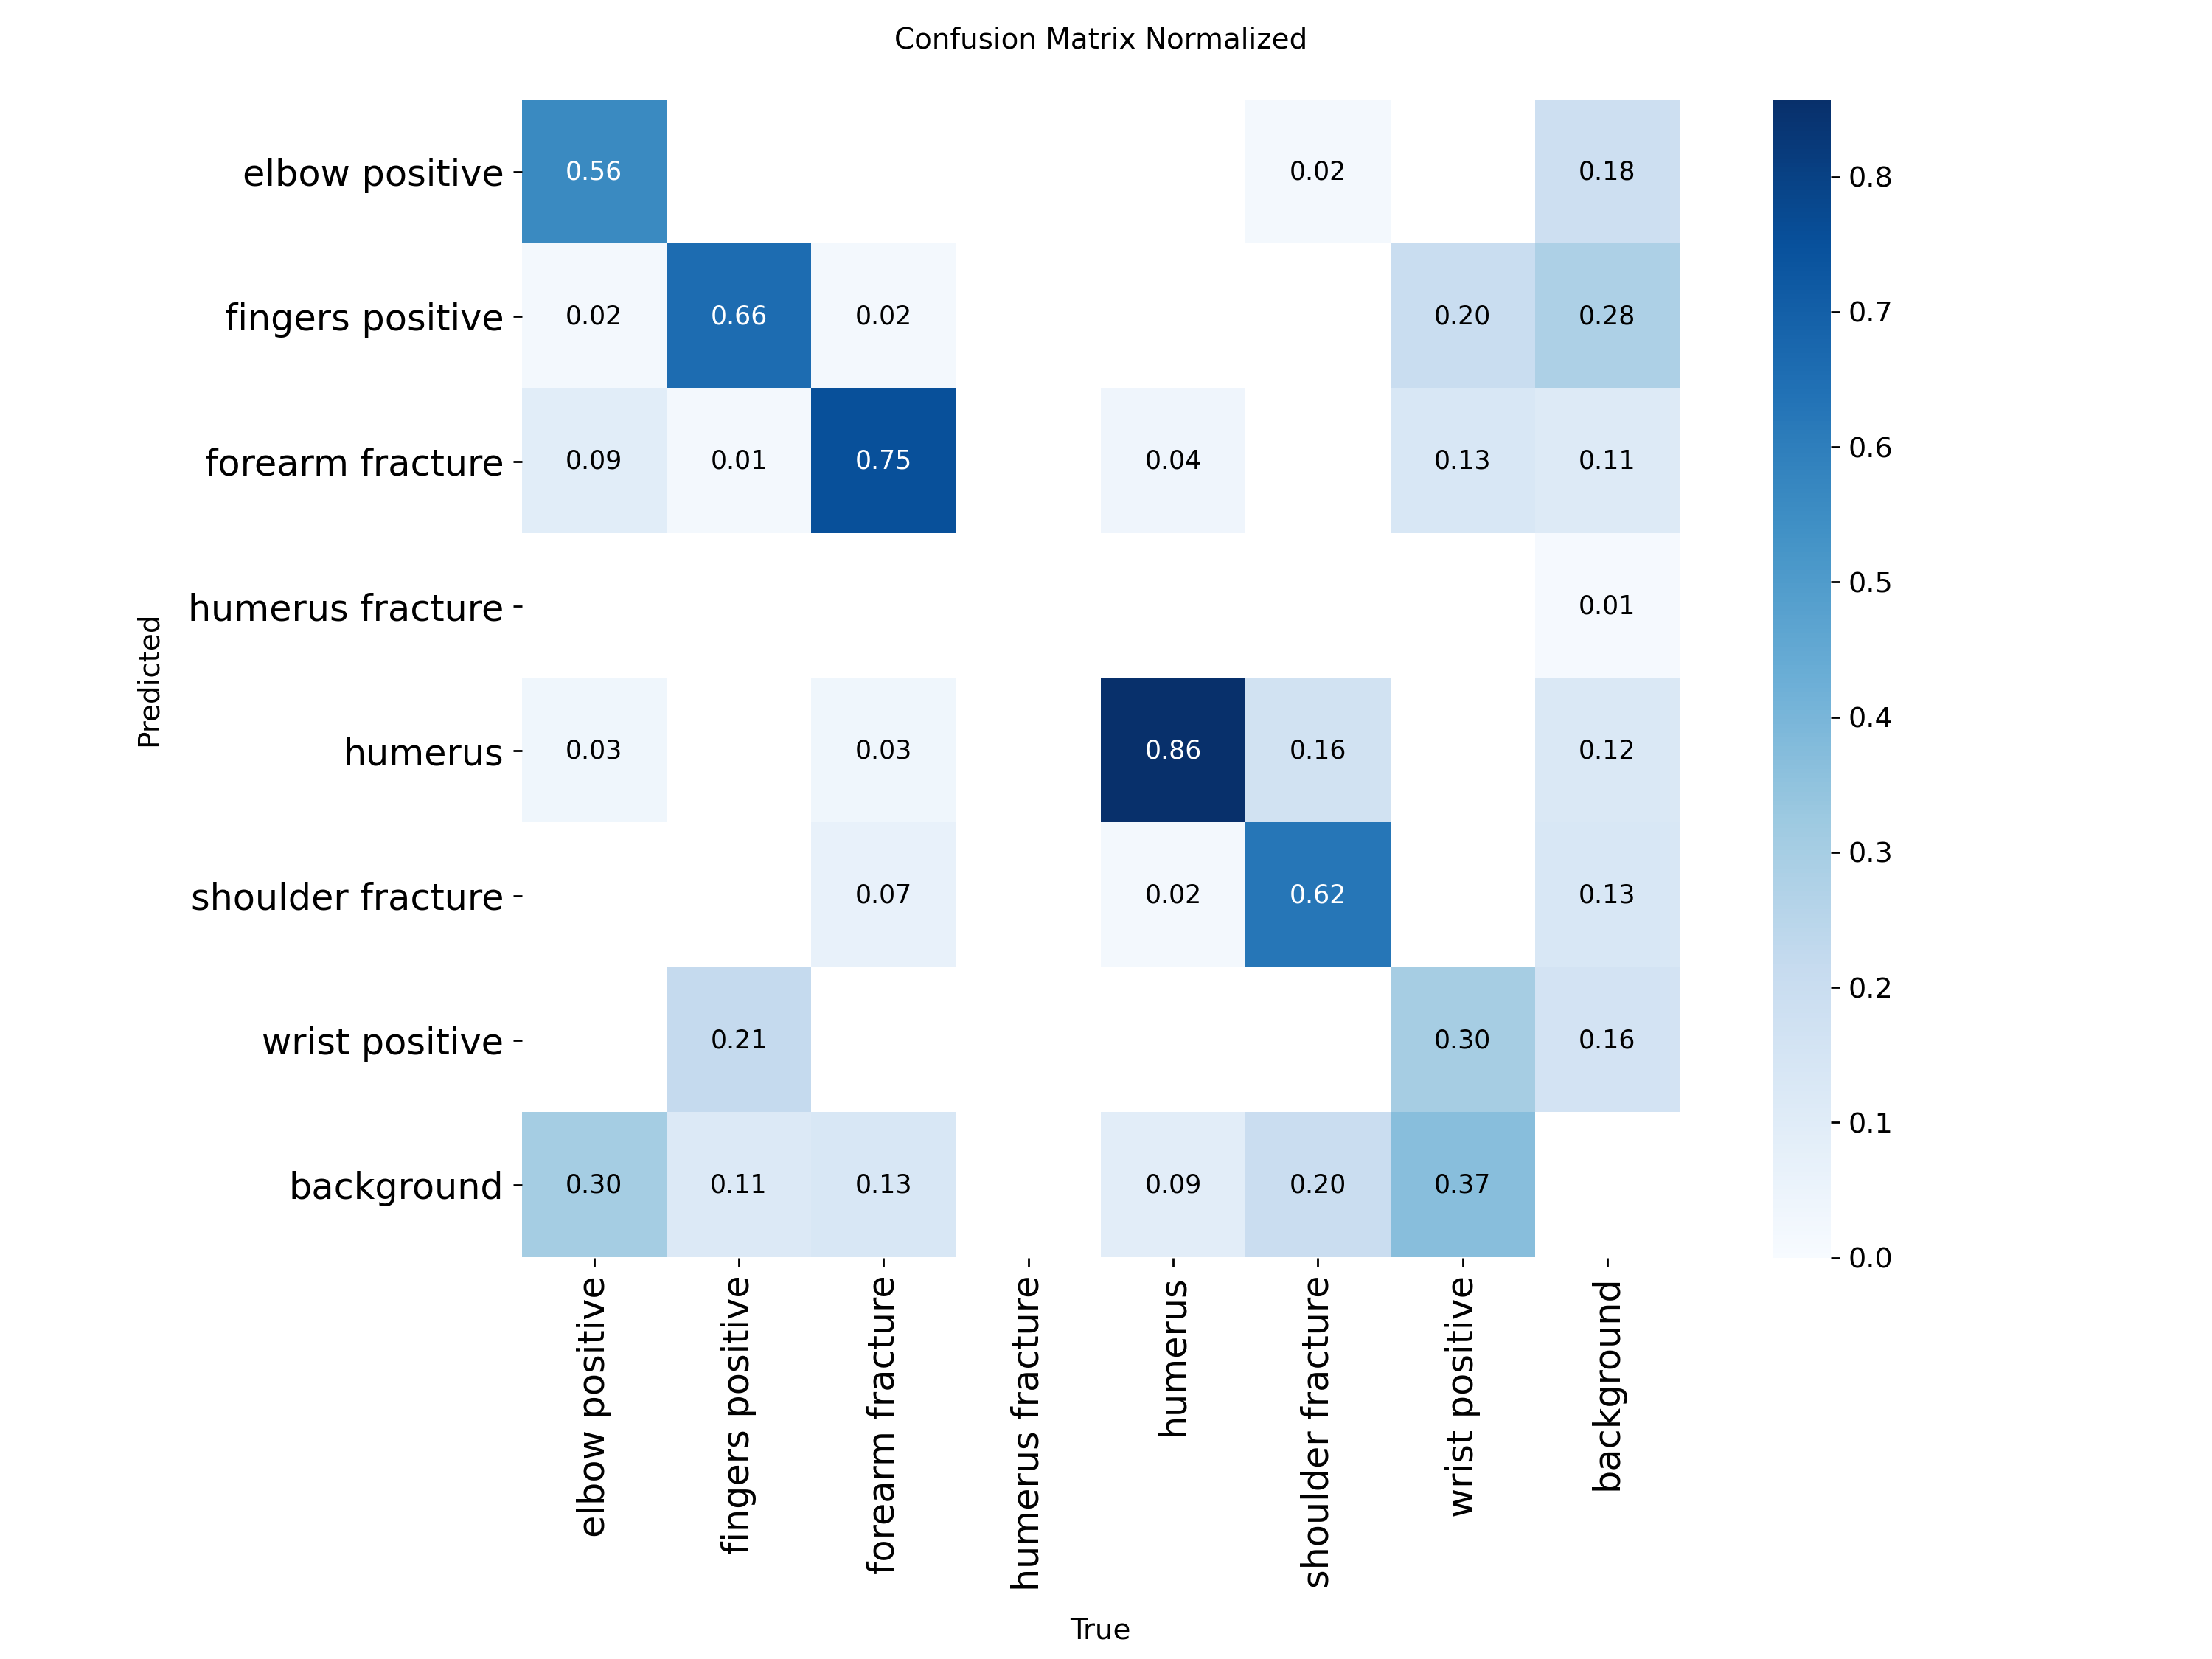 Confusion Matrix Normalized
elbow positive 0.56 0.02 0.18
fingers positive 0.02 0.66 0.02 0.20 0.28
forearm fracture 0.09 0.01 0.75 0.04 0.13 0.11
humerus fracture 0.01
humerus 0.03 0.03 0.86 0.16 0.12
shoulder fracture 0.07 0.02 0.62 0.13
wrist positive 0.21 0.30 0.16
background 0.30 0.11 0.13 0.09 0.20 0.37
Predicted
elbow positive
fingers positive
forearm fracture
humerus fracture
humerus
shoulder fracture
wrist positive
background
True
0.8
0.7
0.6
0.5
0.4
0.3
0.2
0.1
0.0